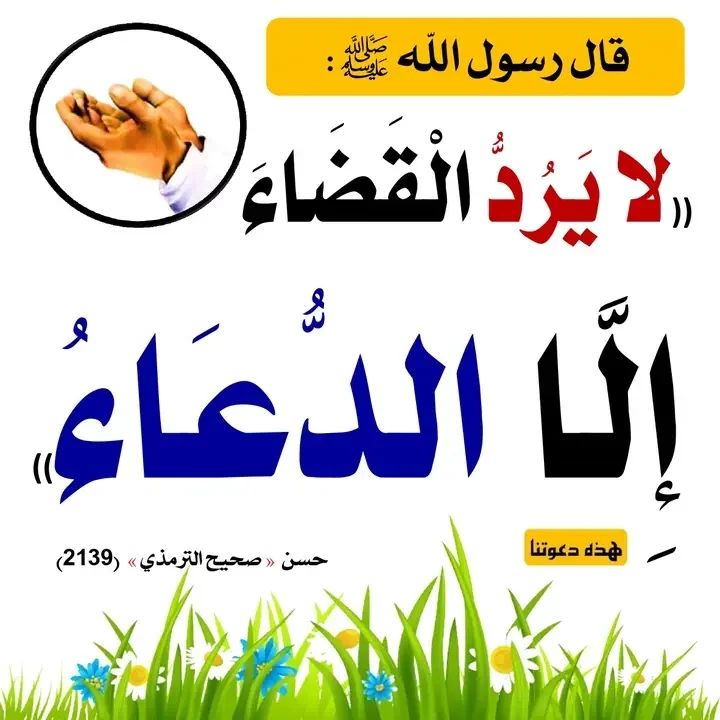 قال رسول الله ﷺ :
((لا يَرُدُّ الْقَضَاءَ
إِلَّا الدُّعَاءُ))
هذه دعوتنا
حسن « صحيح الترمذي » (2139)